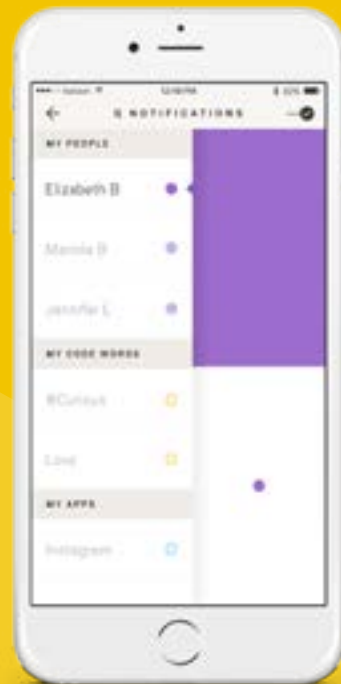 Q NOTIFICATIONS
MY PEOPLE
Elizabeth B
Jennifer L
MY CODE WORDS
#Curious
Love
MY APPS
Instagram